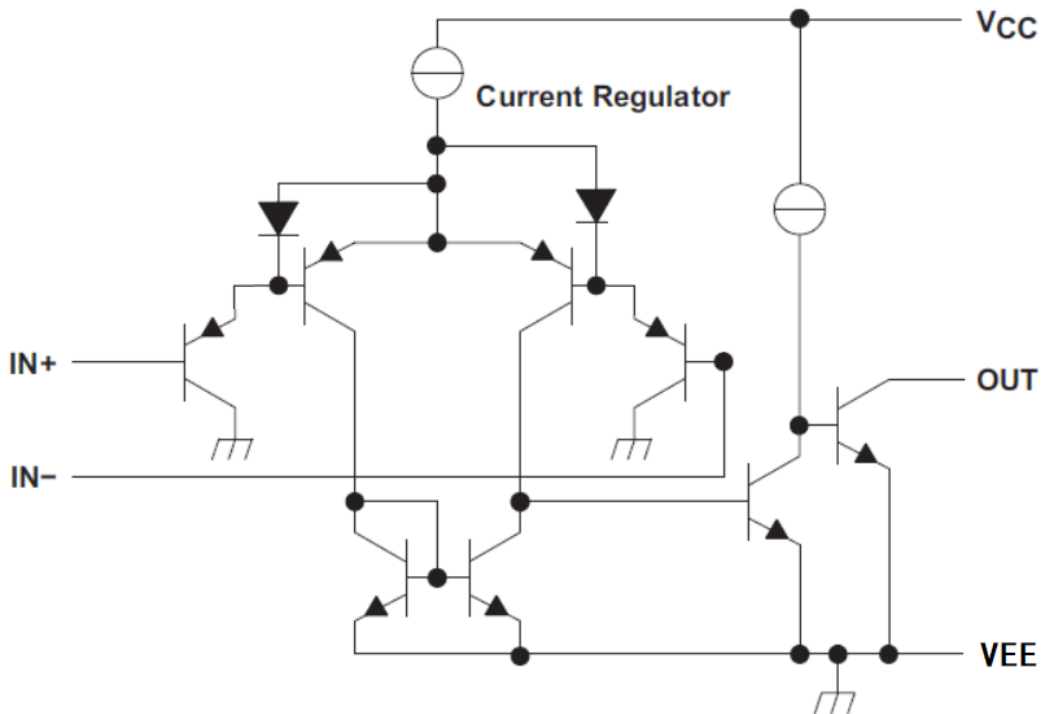 VCC
Current Regulator
IN+
OUT
IN−
VEE